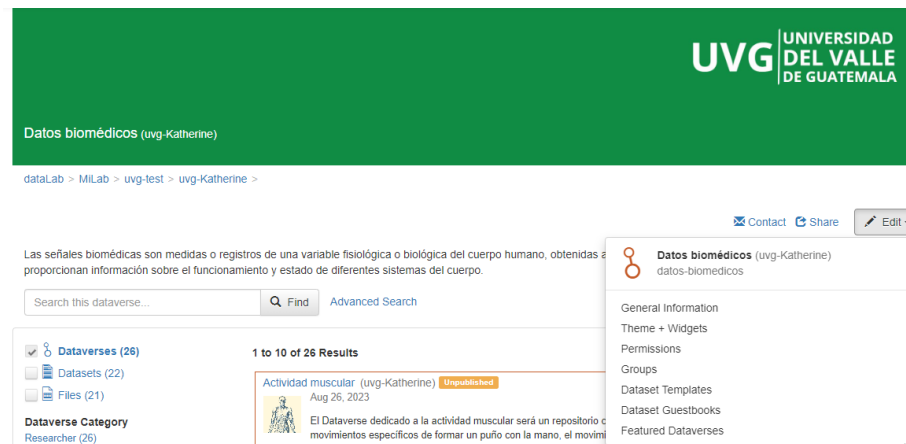 UVG
UNIVERSIDAD
DEL VALLE
DE GUATEMALA
Datos biomédicos (uvg-Katherine)
dataLab > MiLab > uvg-test > uvg-Katherine >
Contact Share Edit
Las señales biomédicas son medidas o registros de una variable fisiológica o biológica del cuerpo humano, obtenidas a
proporcionan información sobre el funcionamiento y estado de diferentes sistemas del cuerpo.
Search this dataverse... Find Advanced Search
Datos biomédicos (uvg-Katherine)
datos-biomedicos
General Information
Theme + Widgets
Permissions
Groups
Dataset Templates
Dataset Guestbooks
Featured Dataverses
Dataverses (26)
Datasets (22)
Files (21)
Dataverse Category
Researcher (26)
1 to 10 of 26 Results
Actividad muscular (uvg-Katherine) Unpublished
Aug 26, 2023
El Dataverse dedicado a la actividad muscular será un repositorio
movimientos específicos de formar un puño con la mano, el